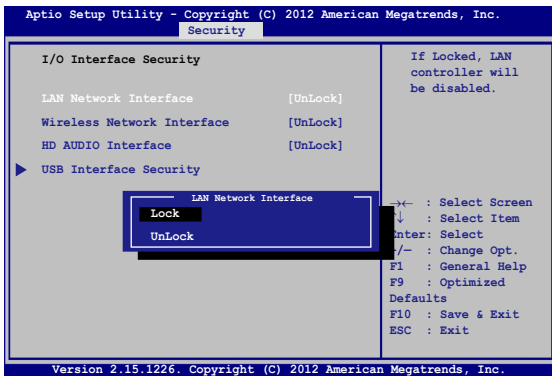 Aptio Setup Utility - Copyright (C) 2012 American Megatrends, Inc.
Security
I/O Interface Security
LAN Network Interface [UnLock]
Wireless Network Interface [UnLock]
HD AUDIO Interface [UnLock]
USB Interface Security
If Locked, LAN
controller will
be disabled.
LAN Network Interface
Lock
UnLock
→← : Select Screen
↓ : Select Item
nter: Select
/— : Change Opt.
F1 : General Help
F9 : Optimized
Defaults
F10 : Save & Exit
ESC : Exit
Version 2.15.1226. Copyright (C) 2012 American Megatrends, Inc.